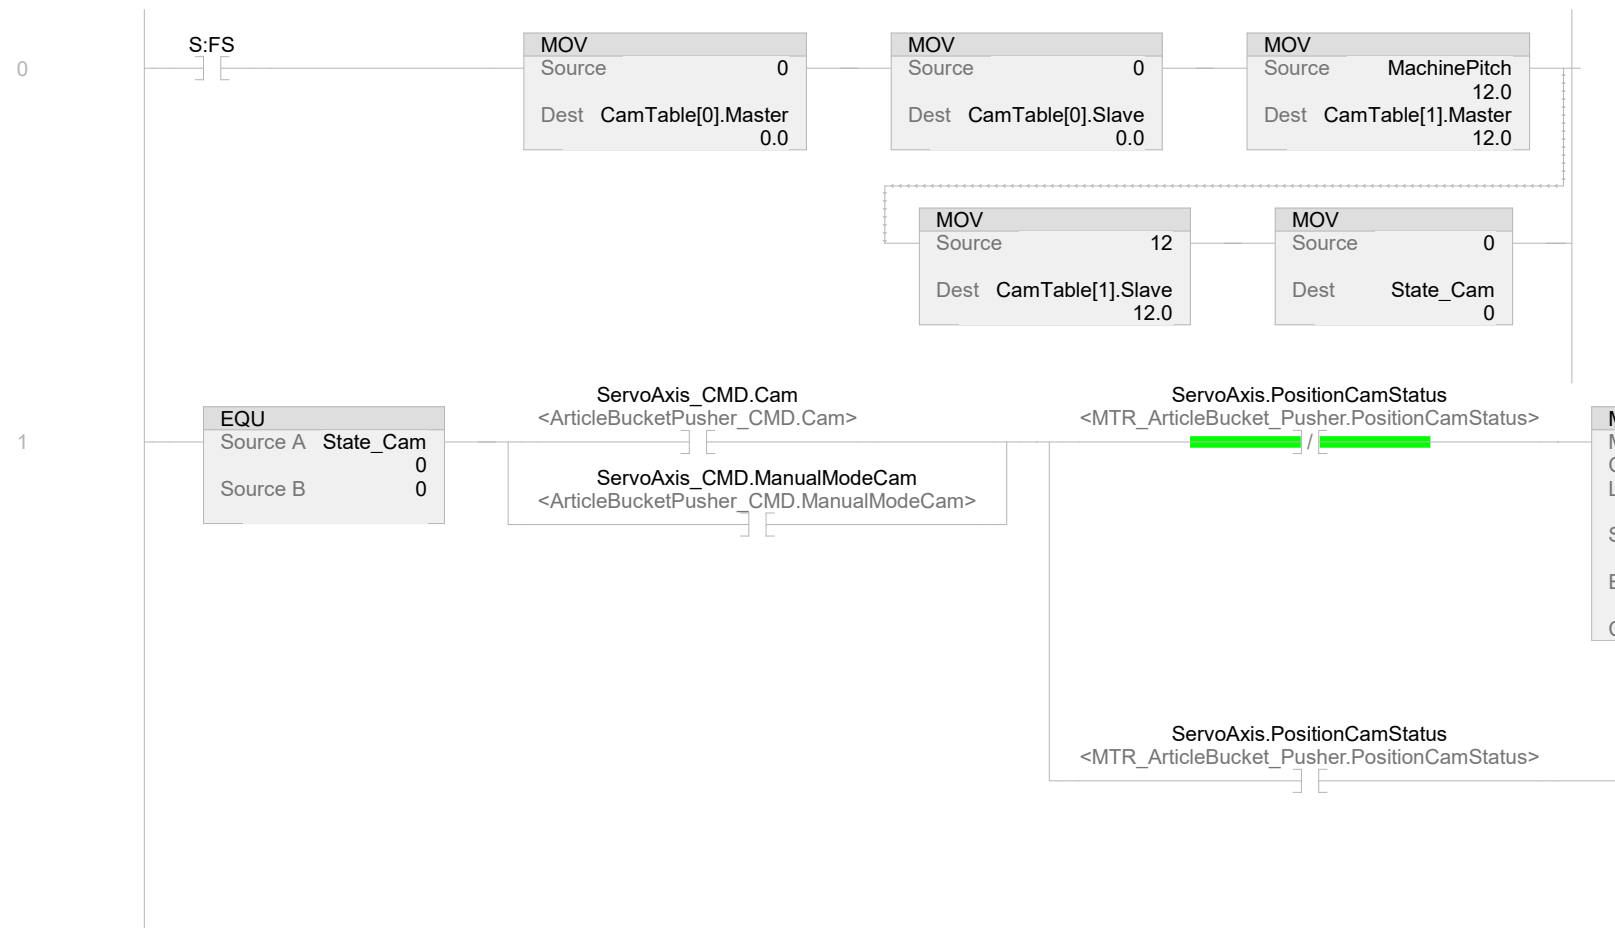 0
S:FS
MOV
Source 0
Dest CamTable[0].Master
0.0
MOV
Source 0
Dest CamTable[0].Slave
0.0
MOV
Source MachinePitch
12.0
Dest CamTable[1].Master
12.0
MOV
Source 12
Dest CamTable[1].Slave
12.0
MOV
Source 0
Dest State_Cam
0
1
EQU
Source A State_Cam
0
Source B 0
ServoAxis_CMD.Cam
<ArticleBucketPusher_CMD.Cam>
ServoAxis_CMD.ManualModeCam
<ArticleBucketPusher_CMD.ManualModeCam>
ServoAxis.PositionCamStatus
<MTR_ArticleBucket_Pusher.PositionCamStatus>
/
ServoAxis.PositionCamStatus
<MTR_ArticleBucket_Pusher.PositionCamStatus>